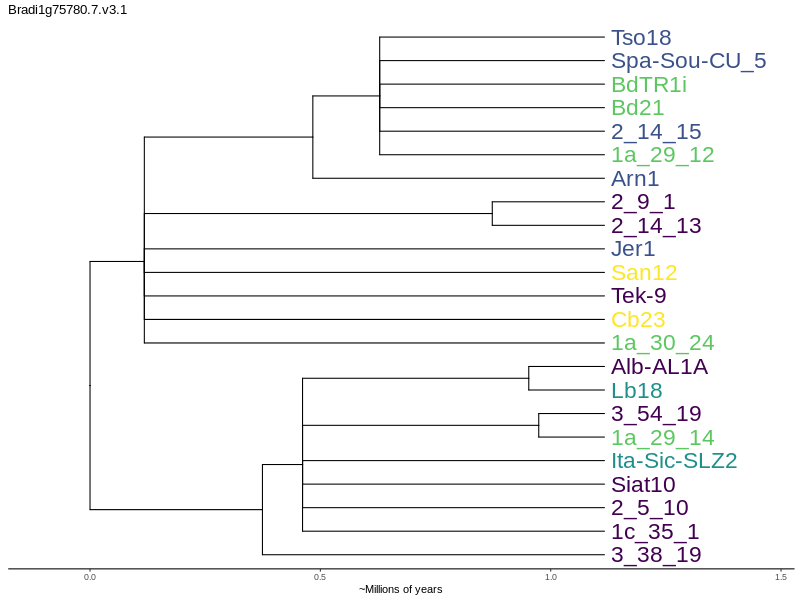 Bradi1g75780.7.v3.1
Tso18
Spa-Sou-CU_5
BdTR1i
Bd21
2_14_15
1a_29_12
Arn1
2_9_1
2_14_13
Jer1
San12
Tek-9
Cb23
1a_30_24
Alb-AL1A
Lb18
3_54_19
1a_29_14
Ita-Sic-SLZ2
Siat10
2_5_10
1c_35_1
3_38_19
0.0 0.5 1.0 1.5
~Millions of years